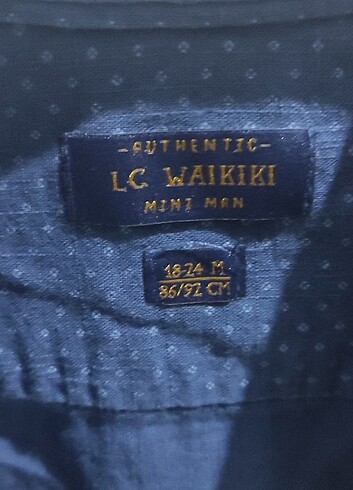 -AUTHENTIC-
LC WAIKIKI
MINI MAN
18-24 M
86/92 CM